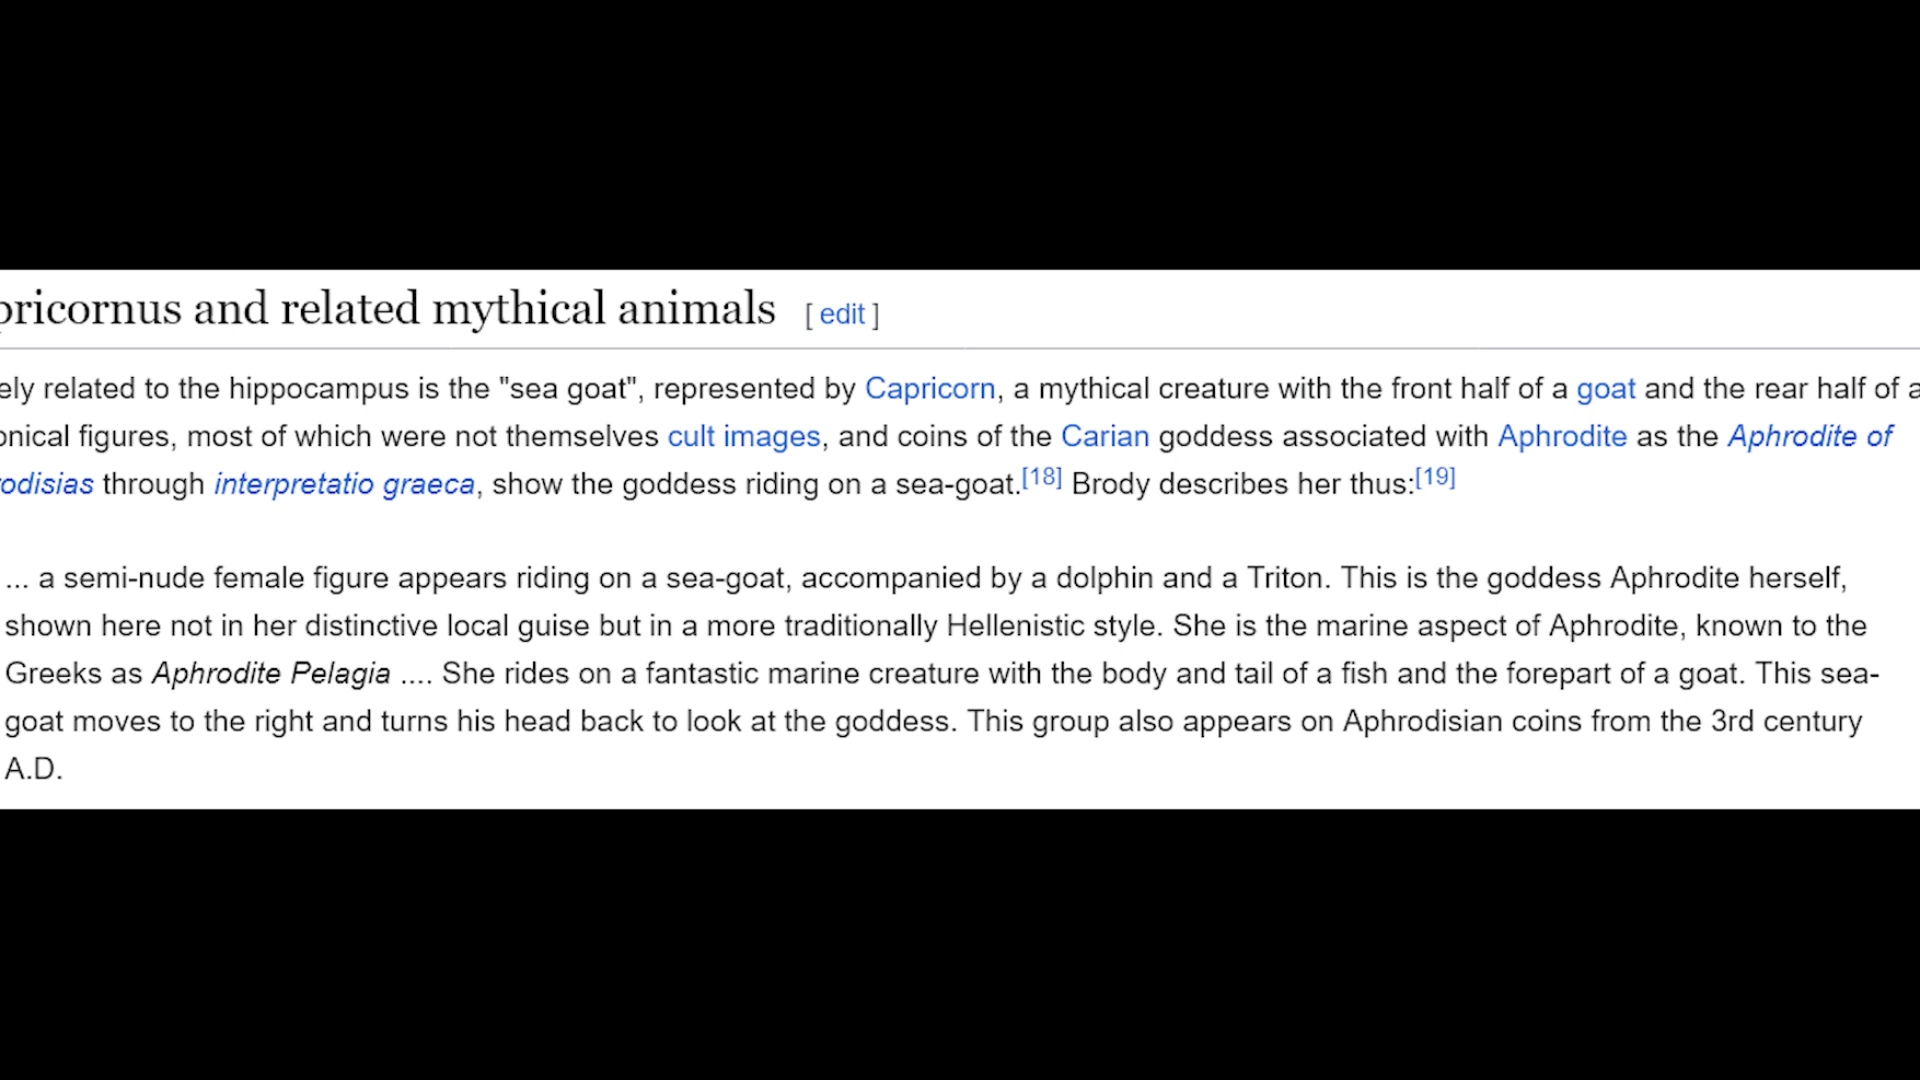 pricornus and related mythical animals [ edit ]
ely related to the hippocampus is the "sea goat", represented by Capricorn, a mythical creature with the front half of a goat and the rear half of a
onical figures, most of which were not themselves cult images, and coins of the Carian goddess associated with Aphrodite as the Aphrodite of
odisias through interpretatio graeca, show the goddess riding on a sea-goat.[18] Brody describes her thus:[19]
... a semi-nude female figure appears riding on a sea-goat, accompanied by a dolphin and a Triton. This is the goddess Aphrodite herself,
shown here not in her distinctive local guise but in a more traditionally Hellenistic style. She is the marine aspect of Aphrodite, known to the
Greeks as Aphrodite Pelagia .... She rides on a fantastic marine creature with the body and tail of a fish and the forepart of a goat. This sea-
goat moves to the right and turns his head back to look at the goddess. This group also appears on Aphrodisian coins from the 3rd century
A.D.